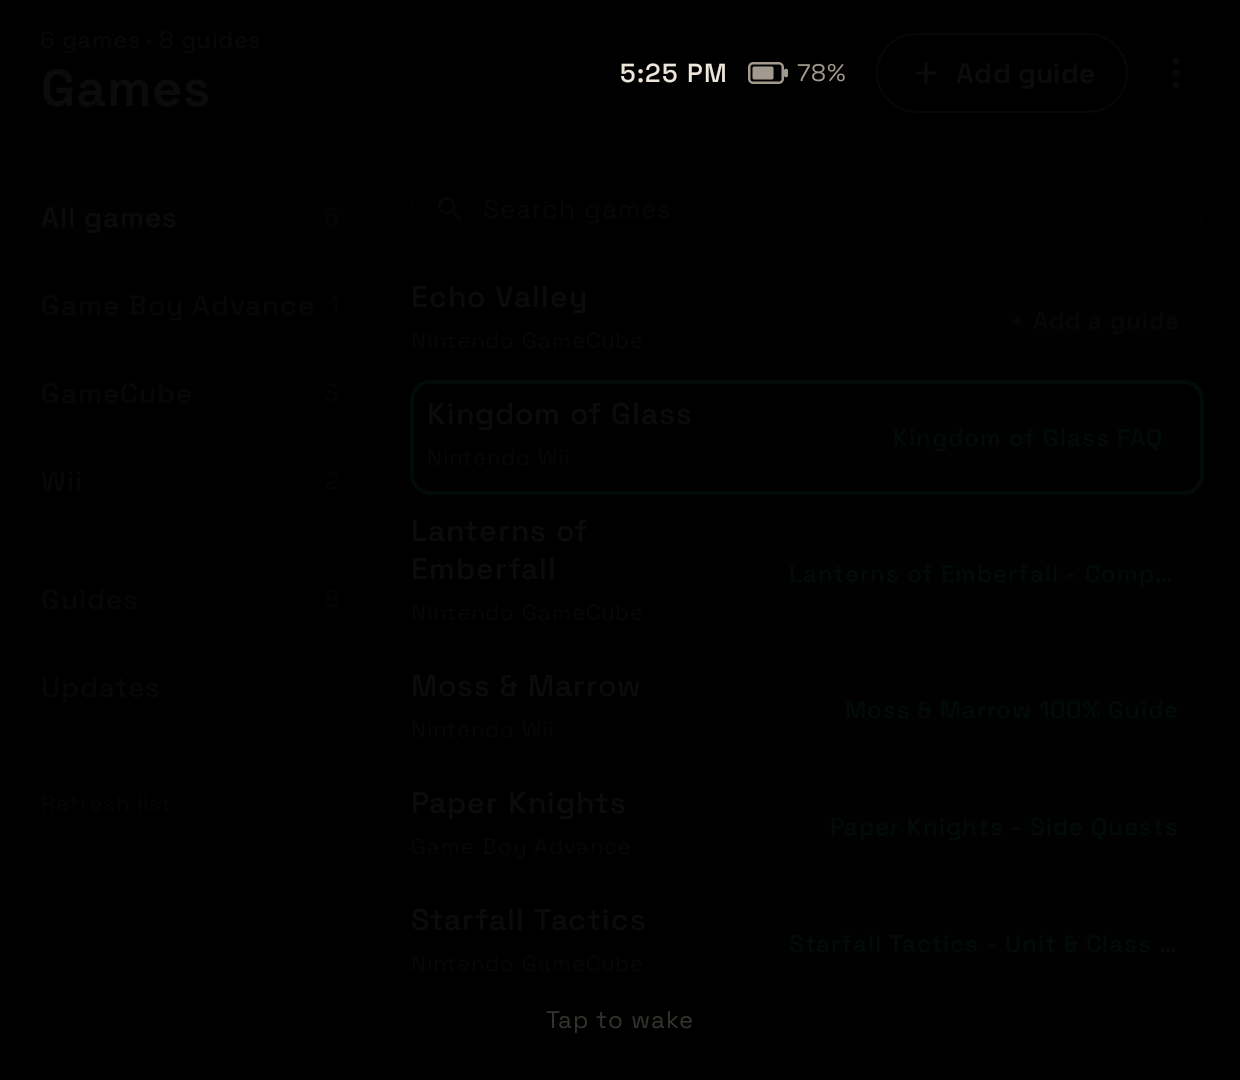 6 games · 8 guides
Games
5:25 PM 78% + Add guide
All games 6
Game Boy Advance 1
GameCube 3
Wii 2
Guides 8
Updates
Refresh list
Search games
Echo Valley
Nintendo GameCube
+ Add a guide
Kingdom of Glass
Nintendo Wii
Kingdom of Glass FAQ
Lanterns of
Emberfall
Nintendo GameCube
Lanterns of Emberfall - Comp…
Moss & Marrow
Nintendo Wii
Moss & Marrow 100% Guide
Paper Knights
Game Boy Advance
Paper Knights - Side Quests
Starfall Tactics
Nintendo GameCube
Starfall Tactics - Unit & Class …
Tap to wake